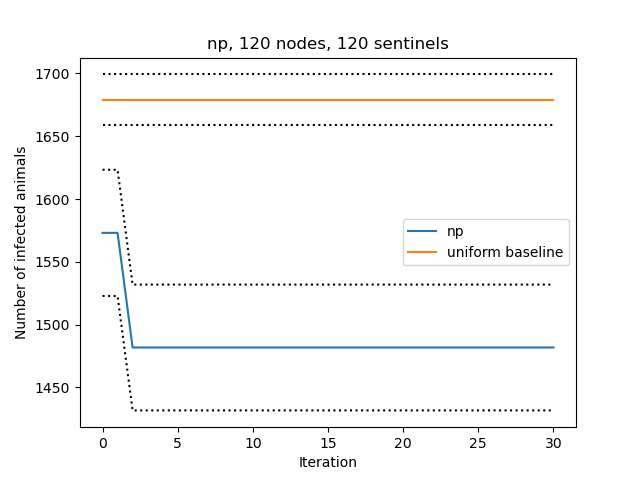 np, 120 nodes, 120 sentinels
1700
1650
1600
1550
1500
1450
Number of infected animals
np
uniform baseline
0
5
10
15
20
25
30
Iteration